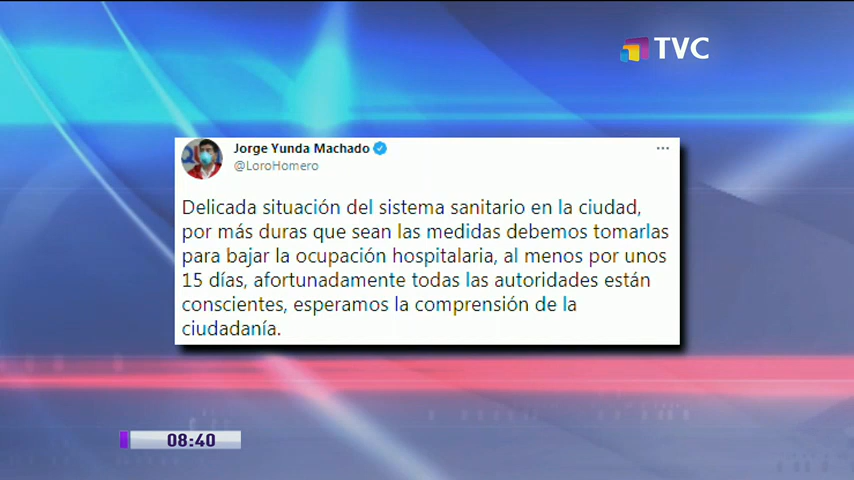 TVC
Jorge Yunda Machado
@LoroHomero
Delicada situación del sistema sanitario en la ciudad,
por más duras que sean las medidas debemos tomarlas
para bajar la ocupación hospitalaria, al menos por unos
15 días, afortunadamente todas las autoridades están
conscientes, esperamos la comprensión de la
ciudadanía.
08:40